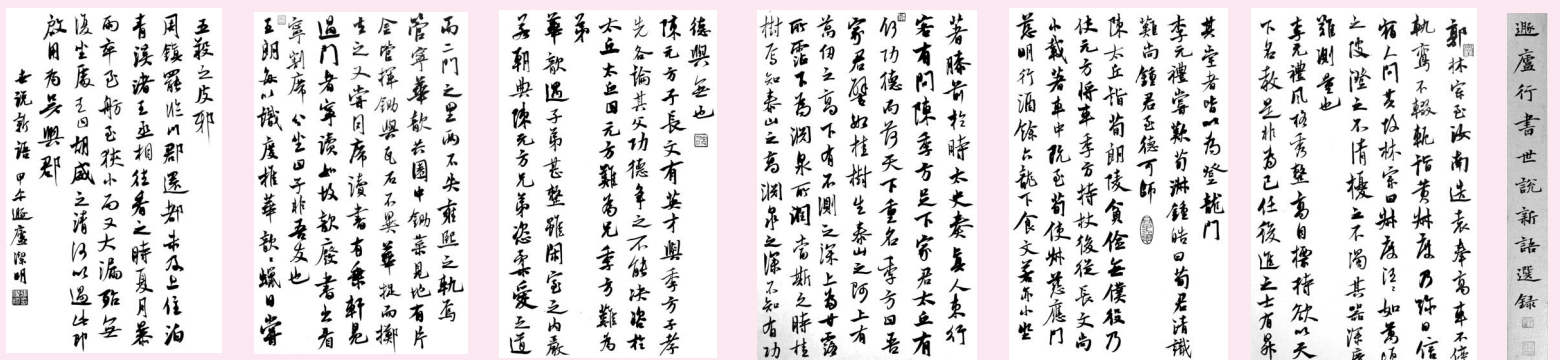 遯廬行書世說新語選錄
郭林宗至汝南造袁奉高車不停
軌鸞不輟軛詣黃叔度乃彌日信
宿人問其故林宗曰叔度汪〻如萬頃
之陂澄之不清擾之不濁其器深廣
難測量也
李元禮風格秀整高自標持欲以天
下名教是非為己任後進之士有昇
其堂者皆以為登龍門
李元禮嘗歎荀淑鍾皓曰荀君清識
難尚鍾君至德可師
陳太丘詣荀朗陵貧儉無僕役乃
使元方將車季方持杖後從長文尚
小載著車中既至荀使叔慈應門
慈明行酒餘六龍下食文若亦小坐
著膝前於時太史奏真人東行
客有問陳季方足下家君太丘有
何功德而荷天下重名季方曰吾
家君譬如桂樹生泰山之阿上有
萬仞之高下有不測之深上為甘露
所霑下為淵泉所潤當斯之時桂
樹焉知泰山之高淵泉之深不知有功
德與無也
陳元方子長文有英才與季方子孝
先各論其父功德爭之不能決咨於
太丘太丘曰元方難為兄季方難為
弟
華歆遇子弟甚整雖閑室之內嚴
若朝典陳元方兄弟恣柔愛之道
而二門之里兩不失雍熙之軌焉
管寧華歆共園中鋤菜見地有片
金管揮鋤與瓦石不異華捉而擲
去之又嘗同席讀書有乘軒冕
過門者寧讀如故歆廢書出看
寧割席分坐曰子非吾友也
王朗每以識度推華歆〻蠟日嘗
五羖之皮邪
周鎮罷臨川郡還都未及上住泊
青溪渚王丞相往看之時夏月暴
雨卒至舫至狹小而又大漏殆無
復坐處王曰胡威之清何以過此即
啟用為吳興郡
世說新語 甲午遯廬潔明